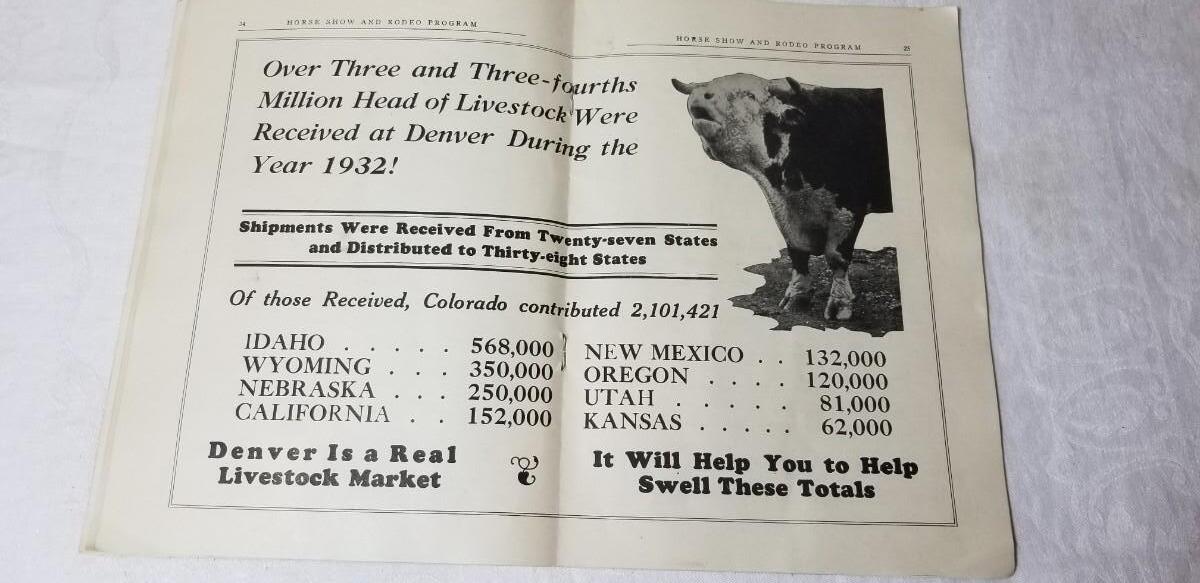 24 HORSE SHOW AND RODEO PROGRAM
HORSE SHOW AND RODEO PROGRAM 25
Over Three and Three-fourths
Million Head of Livestock Were
Received at Denver During the
Year 1932!
Shipments Were Received From Twenty-seven States
and Distributed to Thirty-eight States
Of those Received, Colorado contributed 2,101,421
IDAHO . . . . . 568,000
WYOMING . . . 350,000
NEBRASKA . . . 250,000
CALIFORNIA . . 152,000
NEW MEXICO . . 132,000
OREGON . . . . 120,000
UTAH . . . . . 81,000
KANSAS . . . . . 62,000
Denver Is a Real
Livestock Market
It Will Help You to Help
Swell These Totals